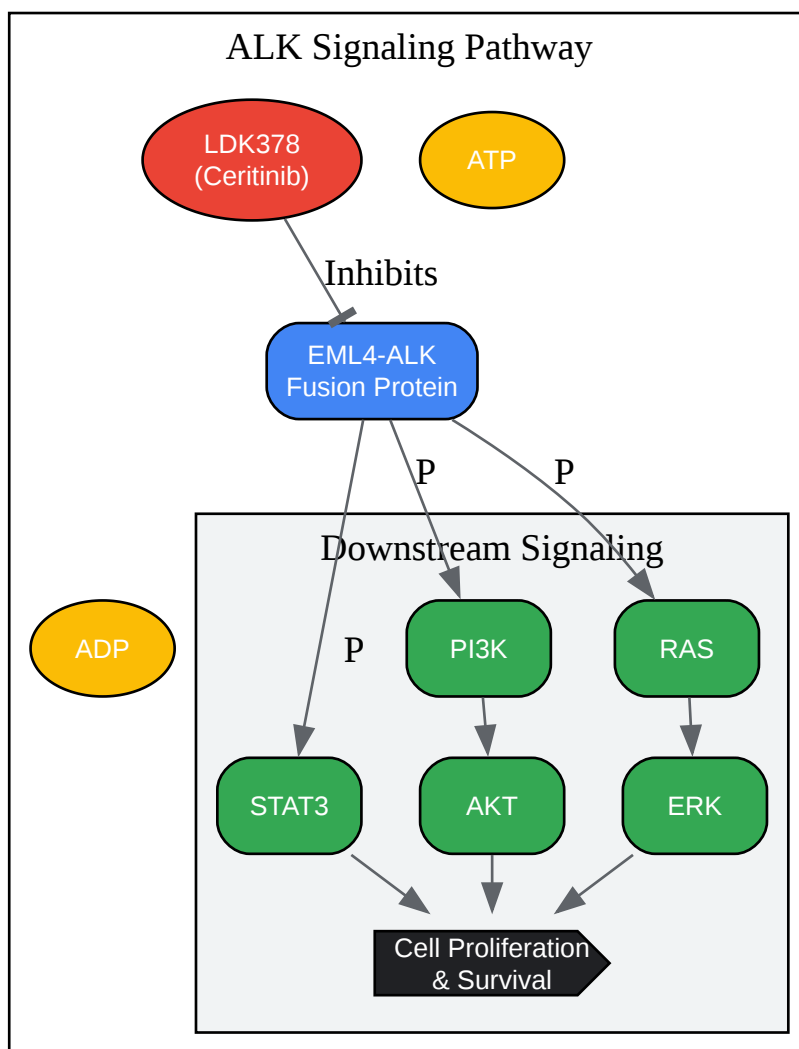 ALK Signaling Pathway
LDK378
(Ceritinib)
ATP
Inhibits
EML4-ALK
Fusion Protein
P
P
Downstream Signaling
ADP
P
PI3K
RAS
STAT3
AKT
ERK
Cell Proliferation
& Survival